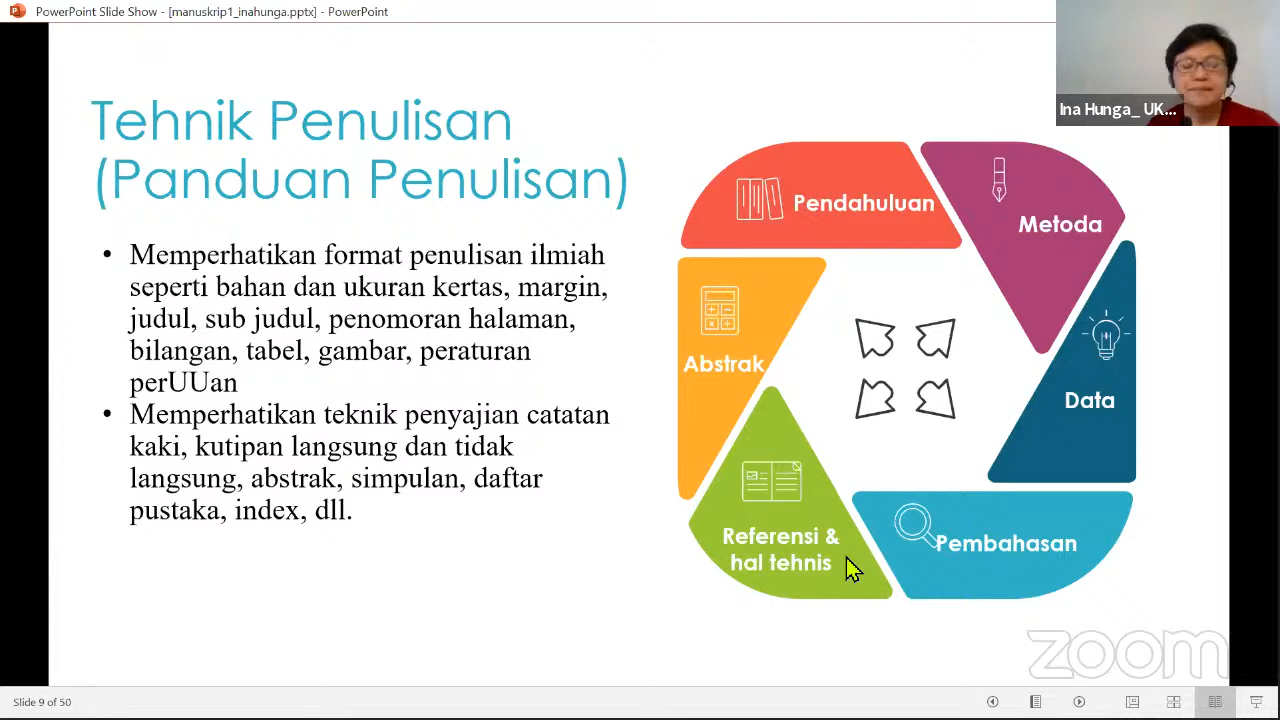 PowerPoint Slide Show - [manuskrip1_inahunga.pptx] - PowerPoint
Ina Hunga_ UK...
Tehnik Penulisan
(Panduan Penulisan)
• Memperhatikan format penulisan ilmiah
seperti bahan dan ukuran kertas, margin,
judul, sub judul, penomoran halaman,
bilangan, tabel, gambar, peraturan
perUUan
• Memperhatikan teknik penyajian catatan
kaki, kutipan langsung dan tidak
langsung, abstrak, simpulan, daftar
pustaka, index, dll.
Pendahuluan
Metoda
Abstrak
Data
Referensi &
hal tehnis
Pembahasan
zoom
Slide 9 of 50